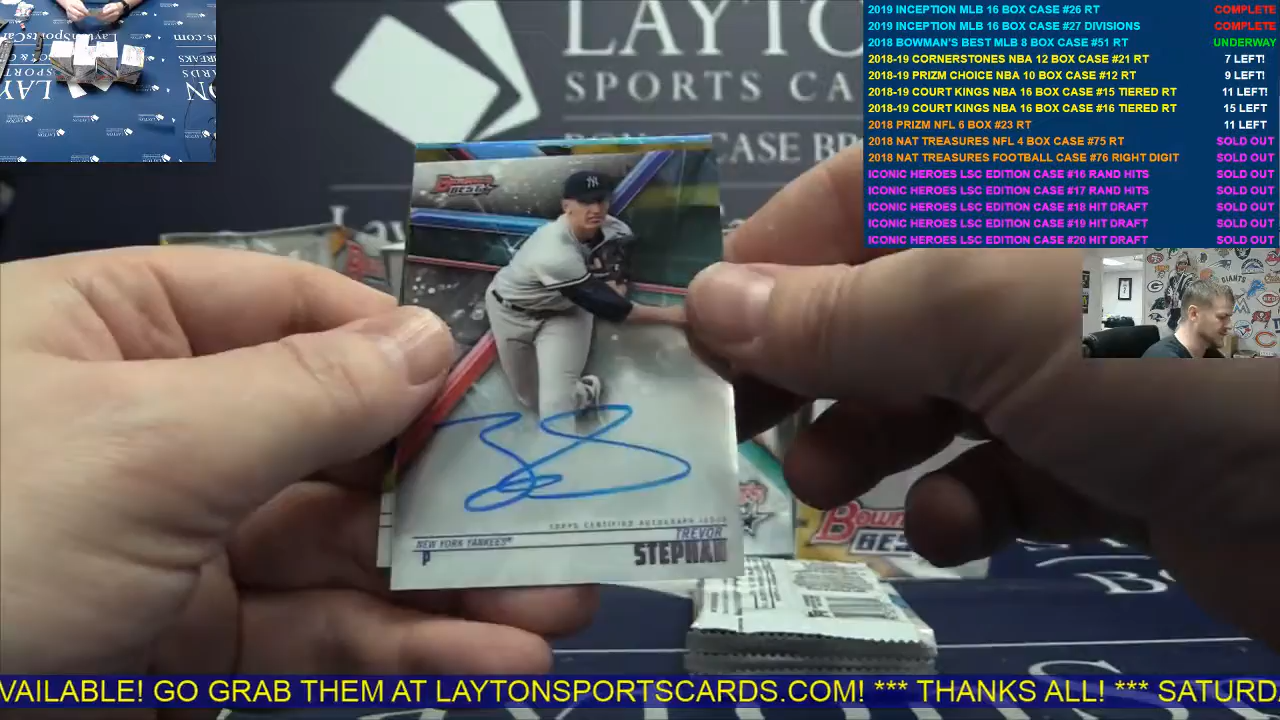 2019 INCEPTION MLB 16 BOX CASE #26 RT COMPLETE
2019 INCEPTION MLB 16 BOX CASE #27 DIVISIONS COMPLETE
2018 BOWMAN'S BEST MLB 8 BOX CASE #51 RT UNDERWAY
2018-19 CORNERSTONES NBA 12 BOX CASE #21 RT 7 LEFT!
2018-19 PRIZM CHOICE NBA 10 BOX CASE #12 RT 9 LEFT!
2018-19 COURT KINGS NBA 16 BOX CASE #15 TIERED RT 11 LEFT!
2018-19 COURT KINGS NBA 16 BOX CASE #16 TIERED RT 15 LEFT
2018 PRIZM NFL 6 BOX #23 RT 11 LEFT
2018 NAT TREASURES NFL 4 BOX CASE #75 RT SOLD OUT
2018 NAT TREASURES FOOTBALL CASE #76 RIGHT DIGIT SOLD OUT
ICONIC HEROES LSC EDITION CASE #16 RAND HITS SOLD OUT
ICONIC HEROES LSC EDITION CASE #17 RAND HITS SOLD OUT
ICONIC HEROES LSC EDITION CASE #18 HIT DRAFT SOLD OUT
ICONIC HEROES LSC EDITION CASE #19 HIT DRAFT SOLD OUT
ICONIC HEROES LSC EDITION CASE #20 HIT DRAFT SOLD OUT
LAYTO
SPORTS CA
CASE BR
BOWMAN'S BEST
NY
GIANTS
TOPPS CERTIFIED AUTOGRAPH ISSUE
NEW YORK YANKEES
P
TREVOR
STEPHAN
VAILABLE! GO GRAB THEM AT LAYTONSPORTSCARDS.COM! *** THANKS ALL! *** SATURD